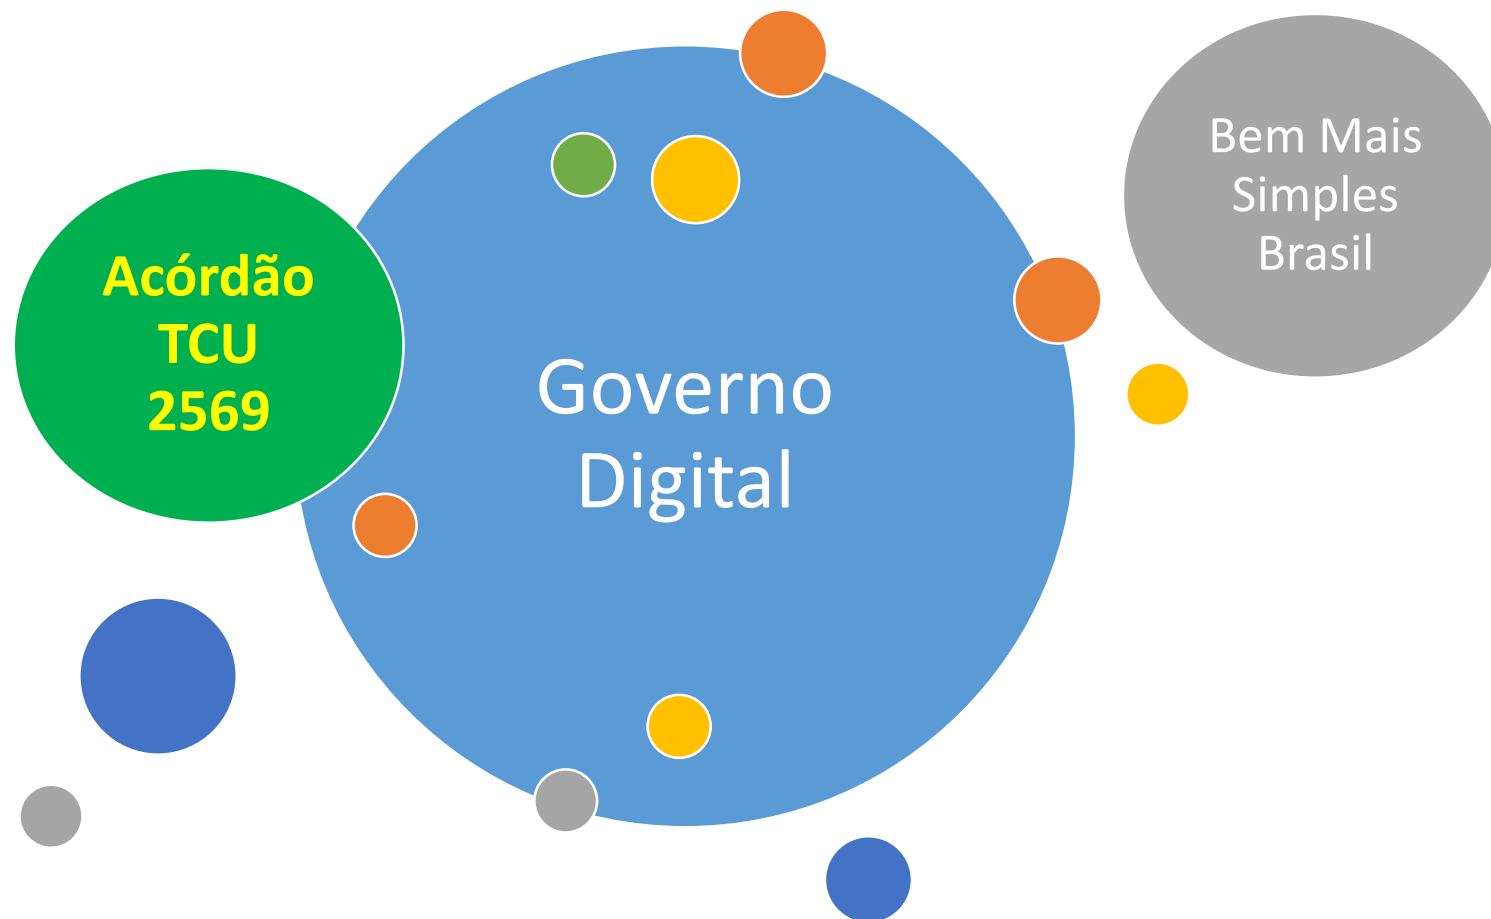 Acórdão
TCU
2569
Governo
Digital
Bem Mais
Simples
Brasil